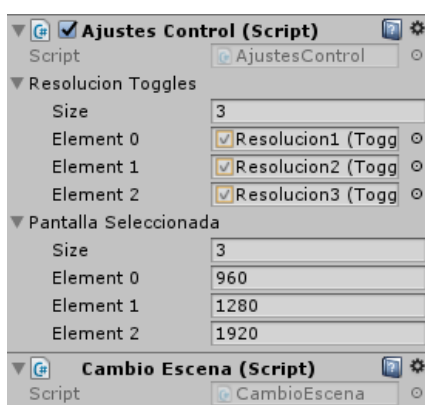 Ajustes Control (Script)
Script AjustesControl
Resolucion Toggles
Size 3
Element 0 Resolucion1 (Togg
Element 1 Resolucion2 (Togg
Element 2 Resolucion3 (Togg
Pantalla Seleccionada
Size 3
Element 0 960
Element 1 1280
Element 2 1920
Cambio Escena (Script)
Script CambioEscena